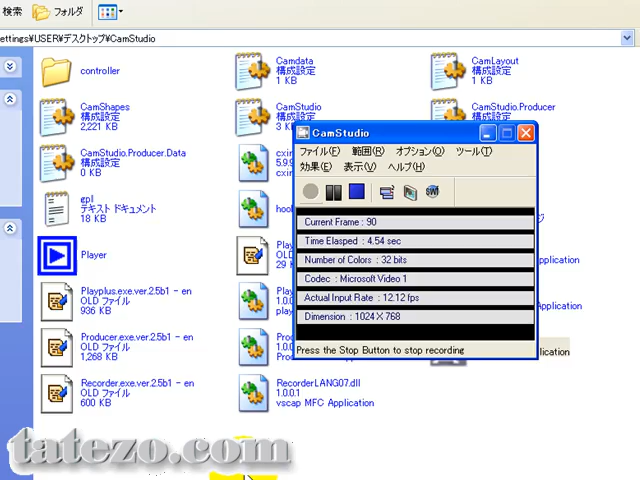 検索 フォルダ
ettings¥USER¥デスクトップ¥CamStudio
controller
Camdata
構成設定
1 KB
CamLayout
構成設定
1 KB
CamShapes
構成設定
2,221 KB
CamStudio
構成設定
CamStudio.Producer
CamStudio.Producer.Data
構成設定
0 KB
gpl
テキスト ドキュメント
18 KB
Player
Playplus.exe.ver.2.5b1 - en
OLD ファイル
936 KB
Producer.exe.ver.2.5b1 - en
OLD ファイル
1,268 KB
Recorder.exe.ver.2.5b1 - en
OLD ファイル
600 KB
RecorderLANG07.dll
1.0.0.1
vscap MFC Application
CamStudio
ファイル(F) 範囲(R) オプション(O) ツール(T)
効果(E) 表示(V) ヘルプ(H)
Current Frame : 90
Time Elasped : 4.54 sec
Number of Colors : 32 bits
Codec : Microsoft Video 1
Actual Input Rate : 12.12 fps
Dimension : 1024 X 768
Press the Stop Button to stop recording
pplication
pplication
pplication
tatezo.com